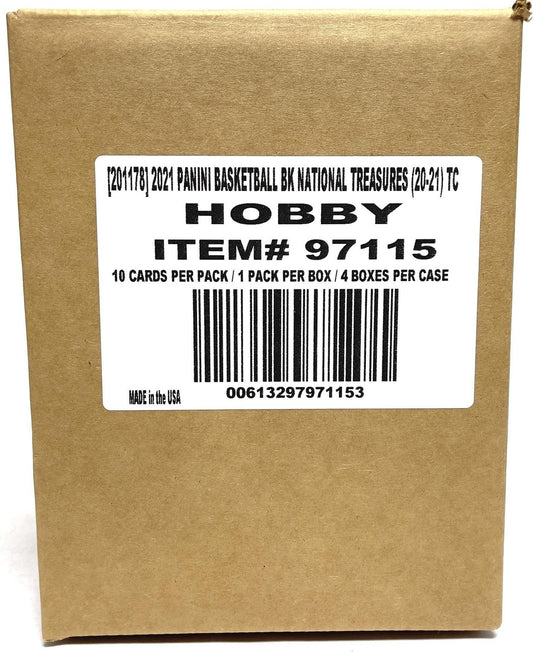 [201178] 2021 PANINI BASKETBALL BK NATIONAL TREASURES (20-21) TC
HOBBY
ITEM# 97115
10 CARDS PER PACK / 1 PACK PER BOX / 4 BOXES PER CASE
00613297971153
MADE in the USA